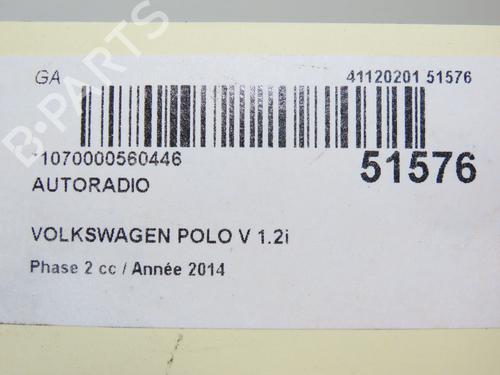 GA 41120201 51576
*1070000560446 51576
AUTORADIO
VOLKSWAGEN POLO V 1.2i
Phase 2 cc / Année 2014
B-PARTS